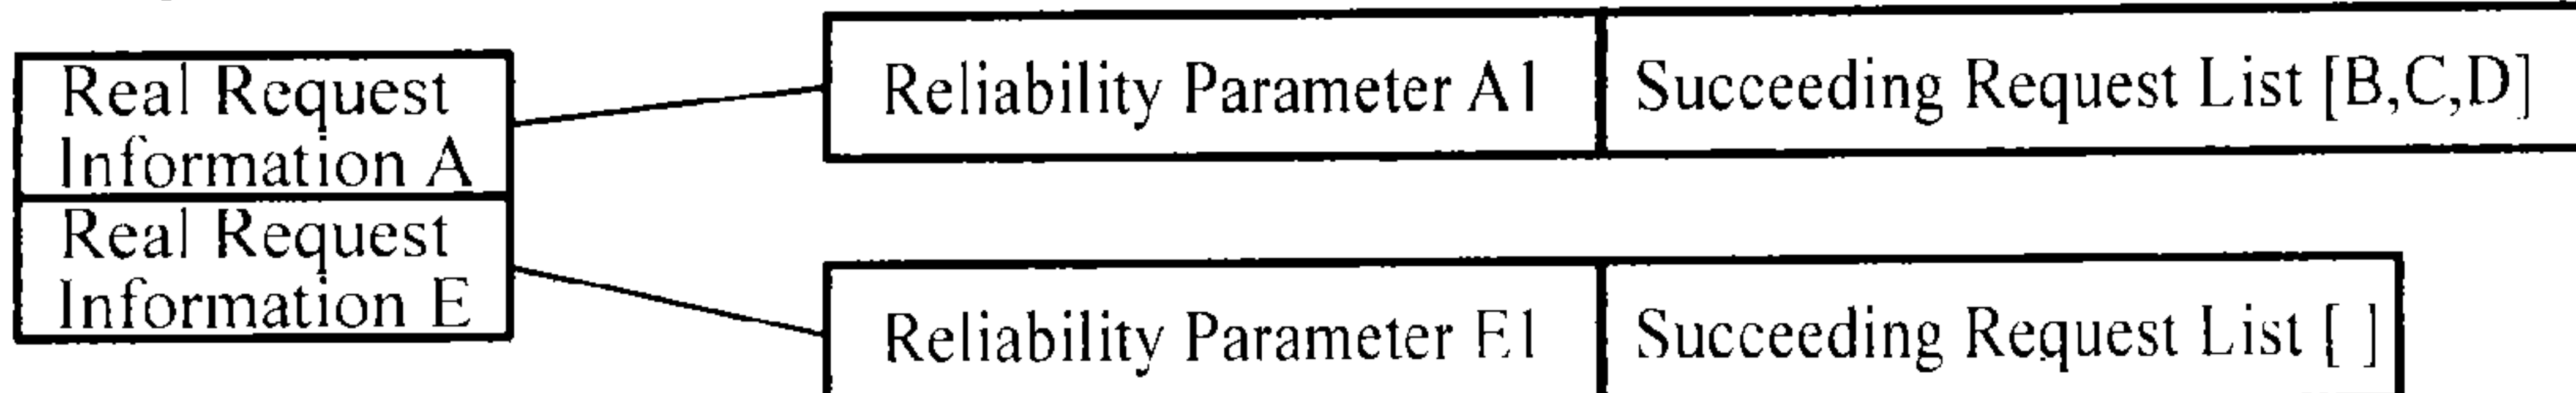 Real Request
Information A
Reliability Parameter A1
Succeeding Request List [B,C,D]
Real Request
Information E
Reliability Parameter E1
Succeeding Request List [ ]